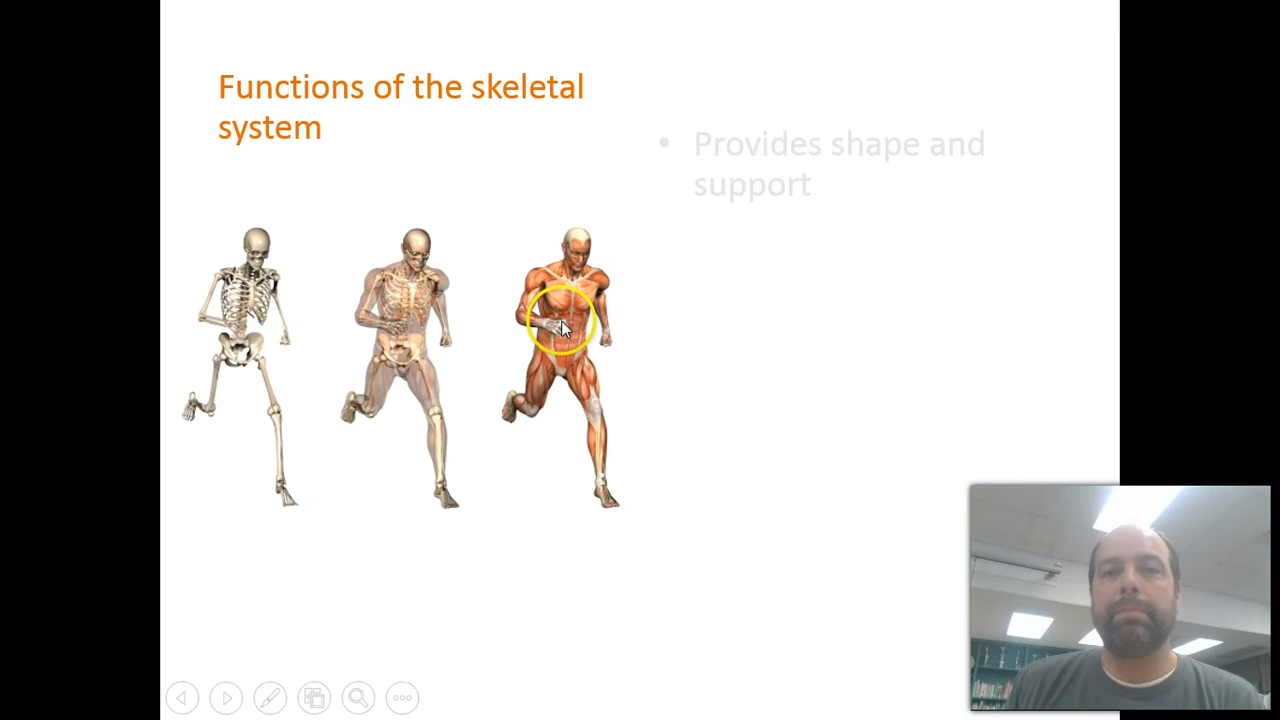 Functions of the skeletal
system
• Provides shape and
support